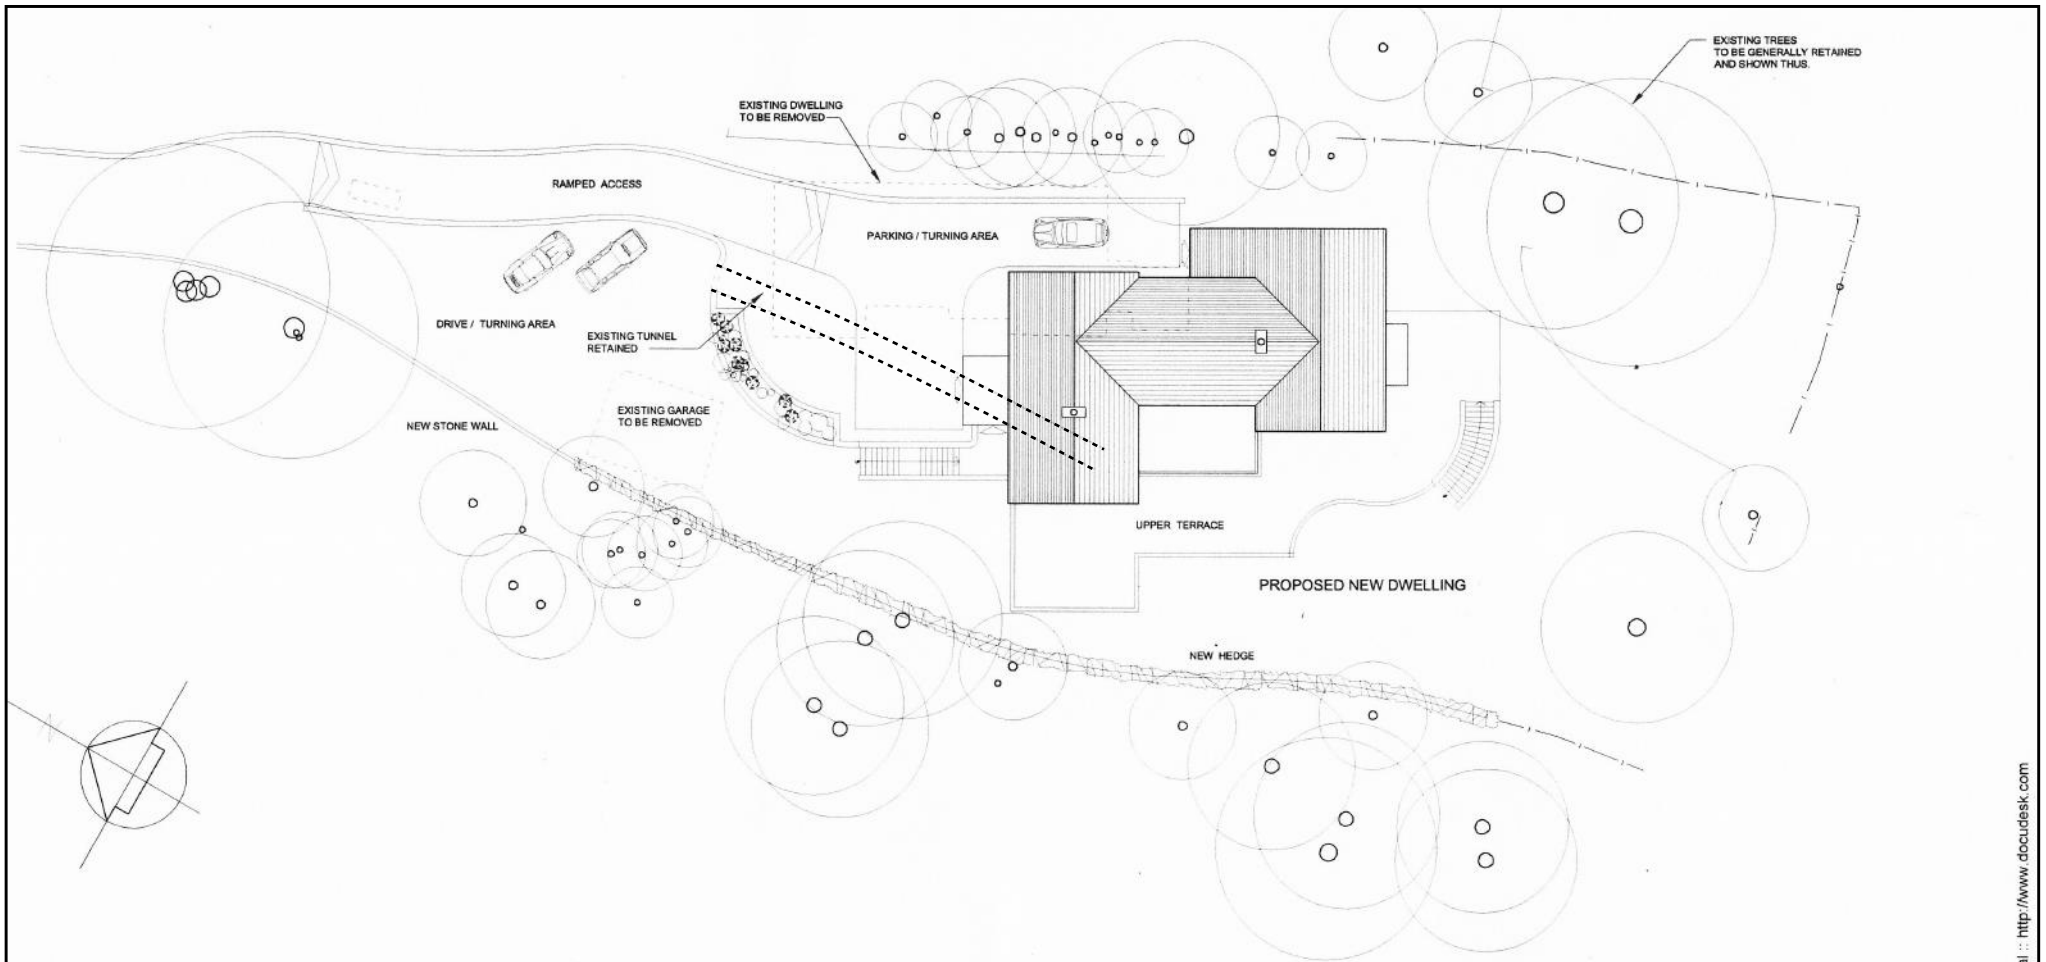 EXISTING TREES
TO BE GENERALLY RETAINED
AND SHOWN THUS.
EXISTING DWELLING
TO BE REMOVED
RAMPED ACCESS
PARKING / TURNING AREA
DRIVE / TURNING AREA
EXISTING TUNNEL
RETAINED
EXISTING GARAGE
TO BE REMOVED
NEW STONE WALL
UPPER TERRACE
PROPOSED NEW DWELLING
NEW HEDGE
N
al :: http://www.docudesk.com